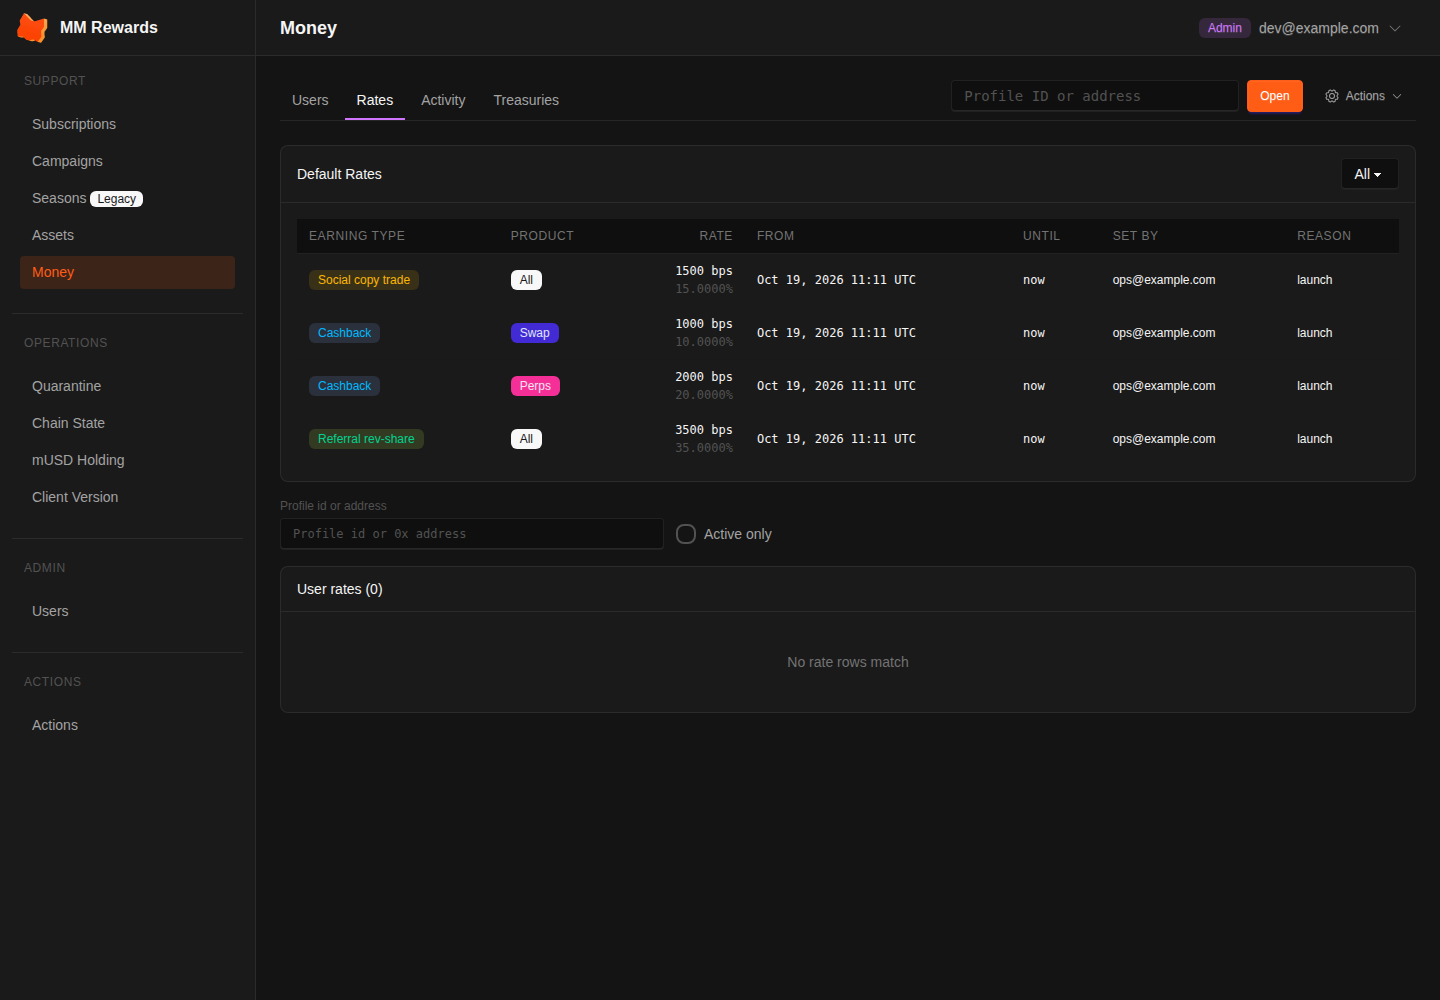 MM Rewards
Money
Admin dev@example.com
SUPPORT
Subscriptions
Campaigns
Seasons Legacy
Assets
Money
OPERATIONS
Quarantine
Chain State
mUSD Holding
Client Version
ADMIN
Users
ACTIONS
Actions
Users Rates Activity Treasuries
Profile ID or address Open Actions
Default Rates All
EARNING TYPE PRODUCT RATE FROM UNTIL SET BY REASON
Social copy trade All 1500 bps Oct 19, 2026 11:11 UTC now ops@example.com launch
15.0000%
Cashback Swap 1000 bps Oct 19, 2026 11:11 UTC now ops@example.com launch
10.0000%
Cashback Perps 2000 bps Oct 19, 2026 11:11 UTC now ops@example.com launch
20.0000%
Referral rev-share All 3500 bps Oct 19, 2026 11:11 UTC now ops@example.com launch
35.0000%
Profile id or address
Profile id or 0x address Active only
User rates (0)
No rate rows match